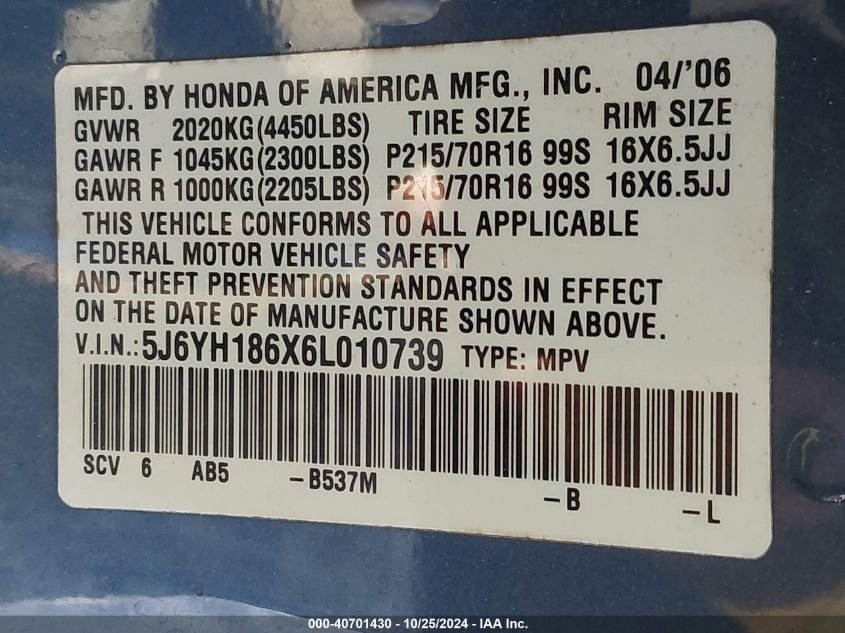 MFD. BY HONDA OF AMERICA MFG., INC. 04/'06
GVWR 2020KG(4450LBS) TIRE SIZE RIM SIZE
GAWR F 1045KG(2300LBS) P215/70R16 99S 16X6.5JJ
GAWR R 1000KG(2205LBS) P215/70R16 99S 16X6.5JJ
THIS VEHICLE CONFORMS TO ALL APPLICABLE
FEDERAL MOTOR VEHICLE SAFETY
AND THEFT PREVENTION STANDARDS IN EFFECT
ON THE DATE OF MANUFACTURE SHOWN ABOVE.
V.I.N.:5J6YH186X6L010739 TYPE: MPV
SCV 6 AB5 -B537M -B -L
000-40701430 - 10/25/2024 - IAA Inc.